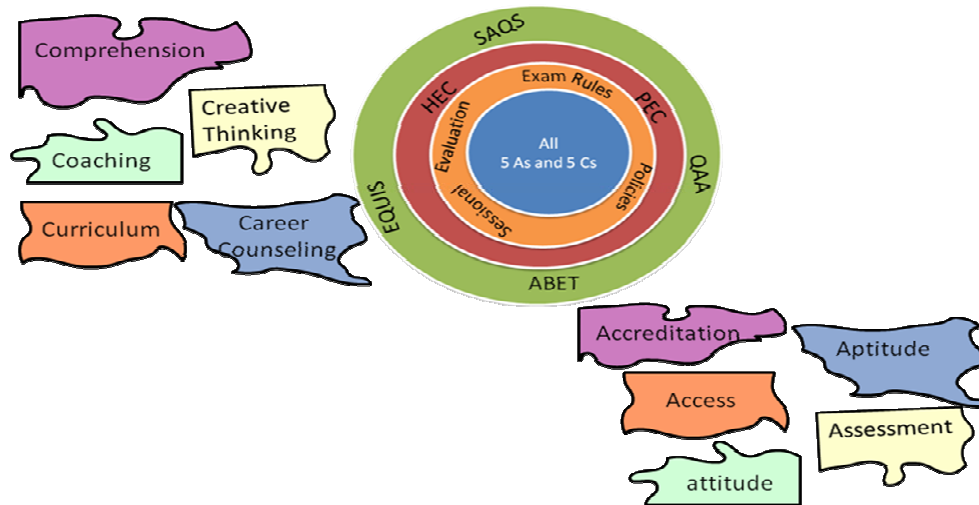 Comprehension
Creative
Thinking
Coaching
Curriculum
Career
Counseling
SAQS
HEC
Exam Rules
PEC
Evaluation
All
5 As and 5 Cs
QAA
Policies
Sessional
EQUIS
ABET
Accreditation
Aptitude
Access
Assessment
attitude